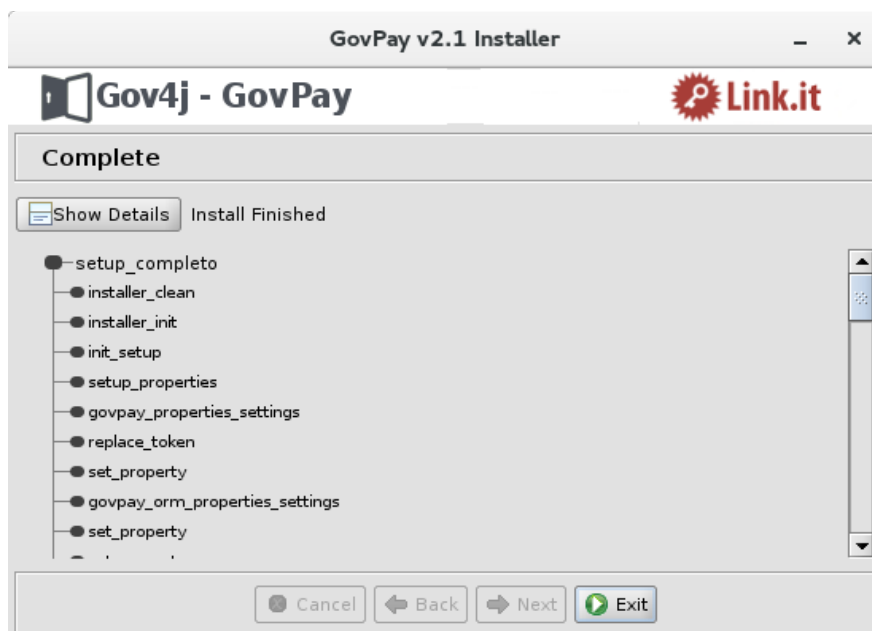 GovPay v2.1 Installer
Gov4j - GovPay
Link.it
Complete
Show Details Install Finished
setup_completo
installer_clean
installer_init
init_setup
setup_properties
govpay_properties_settings
replace_token
set_property
govpay_orm_properties_settings
set_property
Cancel Back Next Exit